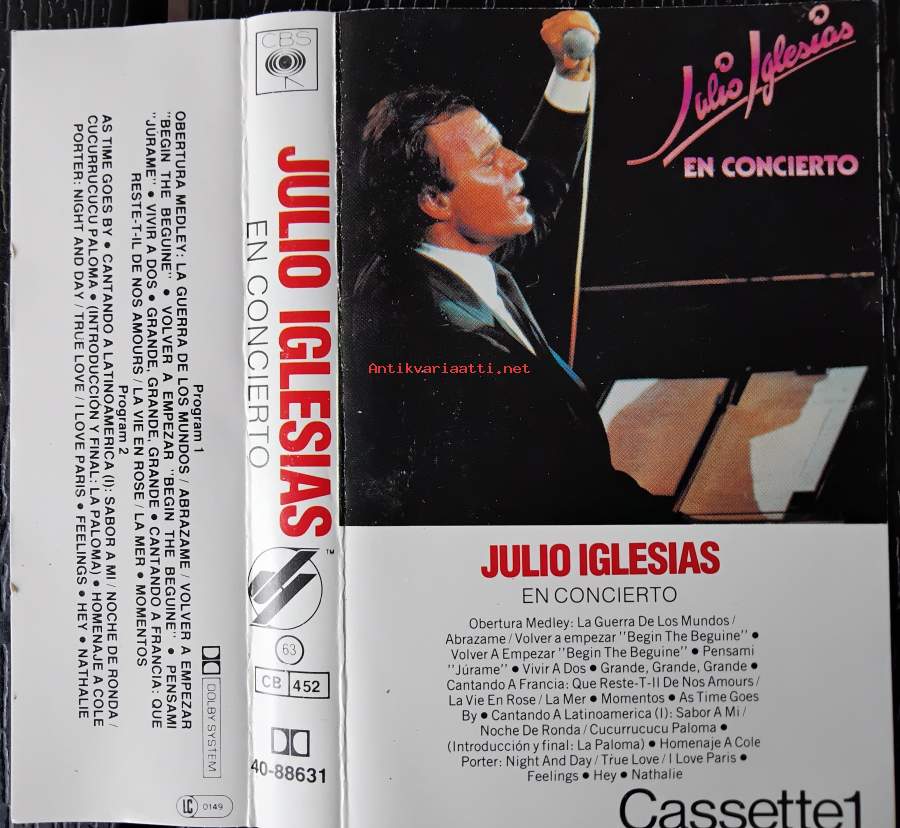 Program 1
OBERTURA MEDLEY: LA GUERRA DE LOS MUNDOS / ABRAZAME / VOLVER A EMPEZAR
"BEGIN THE BEGUINE" • VOLVER A EMPEZAR "BEGIN THE BEGUINE" • PENSAMI
"JURAME" • VIVIR A DOS • GRANDE, GRANDE, GRANDE • CANTANDO A FRANCIA: QUE
RESTE-T-IL DE NOS AMOURS / LA VIE EN ROSE / LA MER • MOMENTOS
Program 2
AS TIME GOES BY • CANTANDO A LATINOAMERICA (I): SABOR A MI / NOCHE DE RONDA /
CUCURRUCUCU PALOMA • (INTRODUCCION Y FINAL: LA PALOMA) • HOMENAJE A COLE
PORTER: NIGHT AND DAY / TRUE LOVE / I LOVE PARIS • FEELINGS • HEY • NATHALIE
DOLBY SYSTEM
LC 0149
CBS
JULIO IGLESIAS
EN CONCIERTO
TM
63
CB 452
40-88631
Julio Iglesias
EN CONCIERTO
Antikvariaatti.net
JULIO IGLESIAS
EN CONCIERTO
Obertura Medley: La Guerra De Los Mundos /
Abrazame / Volver a empezar "Begin The Beguine" •
Volver A Empezar "Begin The Beguine" • Pensami
"Júrame" • Vivir A Dos • Grande, Grande, Grande •
Cantando A Francia: Que Reste-T-Il De Nos Amours /
La Vie En Rose / La Mer • Momentos • As Time Goes
By • Cantando A Latinoamerica (I): Sabor A Mi /
Noche De Ronda / Cucurrucucu Paloma •
(Introducción y final: La Paloma) • Homenaje A Cole
Porter: Night And Day / True Love / I Love Paris •
Feelings • Hey • Nathalie
Cassette1